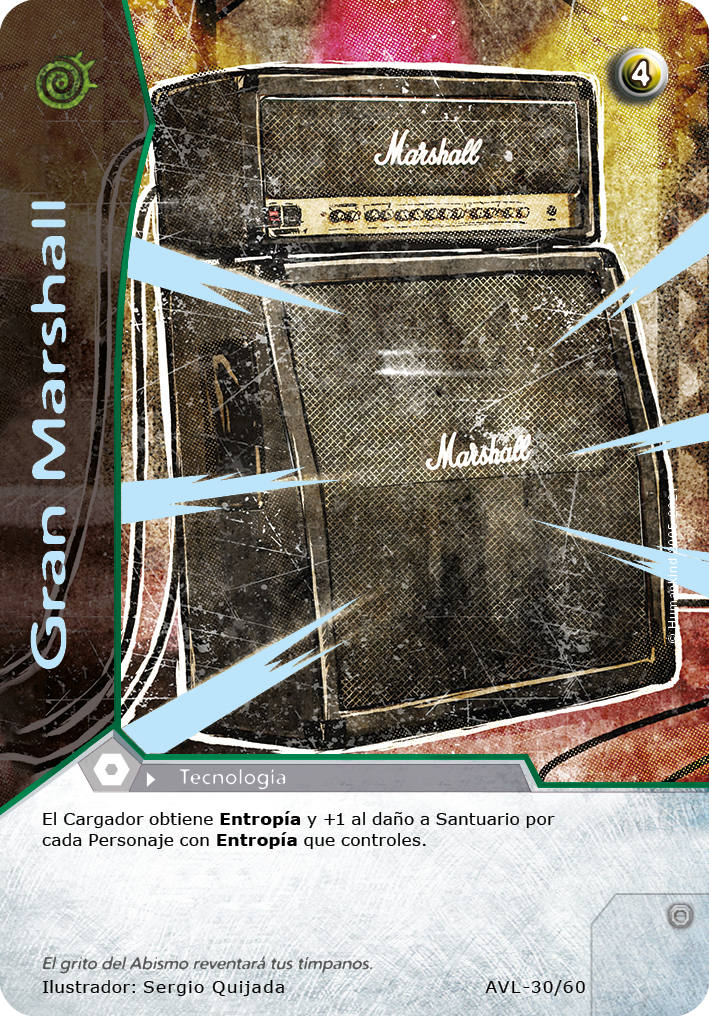 4
Marshall
Marshall
Gran Marshall
© HumanKind
Tecnología
El Cargador obtiene Entropía y +1 al daño a Santuario por
cada Personaje con Entropía que controles.
El grito del Abismo reventará tus tímpanos.
Ilustrador: Sergio Quijada
AVL-30/60